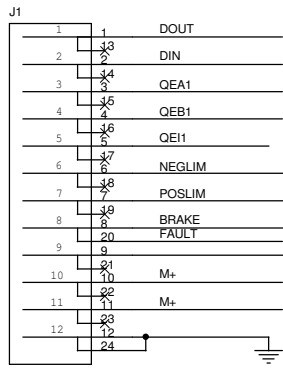 J1
1 1 DOUT
13
2 2 DIN
14
3 3 QEA1
15
4 4 QEB1
16
5 5 QEI1
17
6 6 NEGLIM
18
7 7 POSLIM
19
8 8 BRAKE
20 FAULT
9 9
21
10 10 M+
22
11 11 M+
23
12 12
24